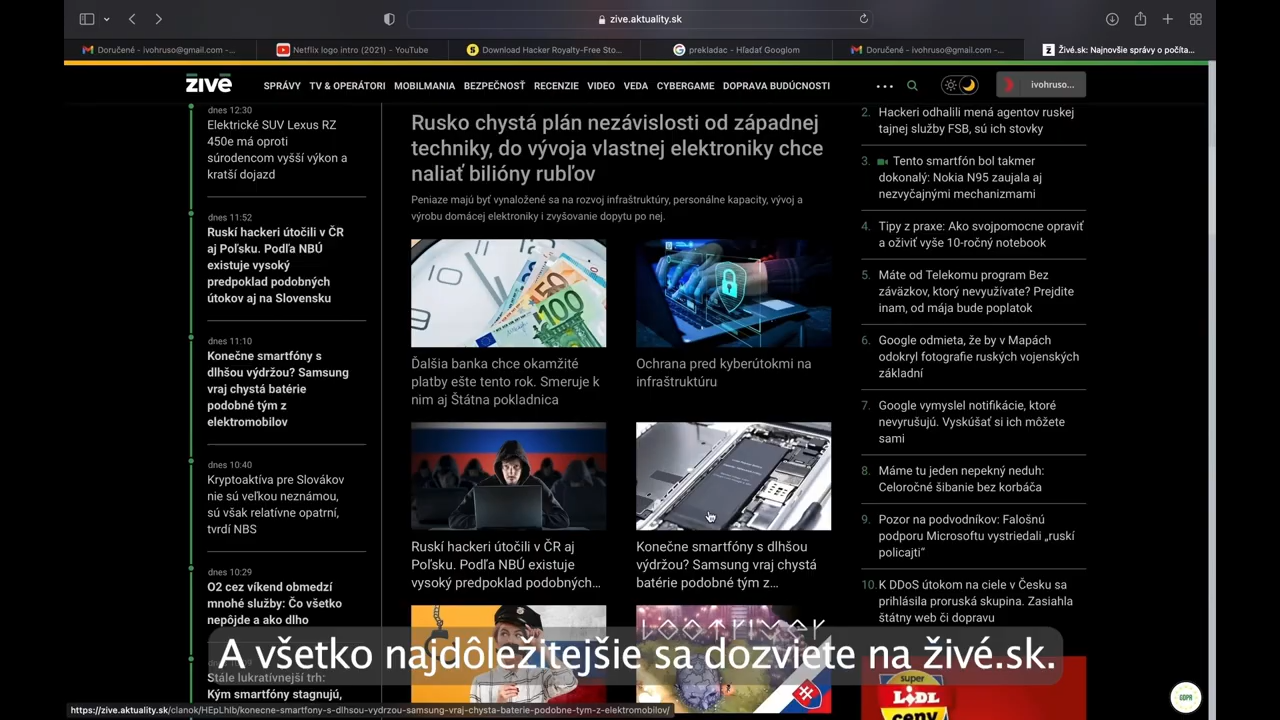 zive.aktuality.sk
Doručené - ivohruso@gmail.com -...
Netflix logo intro (2021) - YouTube
Download Hacker Royalty-Free Sto...
prekladac - Hľadať Googlom
Doručené – ivohruso@gmail.com –...
Živé.sk: Najnovšie správy o počíta...
živē
SPRÁVY
TV & OPERÁTORI
MOBILMANIA
BEZPEČNOSŤ
RECENZIE
VIDEO
VEDA
CYBERGAME
DOPRAVA BUDÚCNOSTI
ivohruso...
dnes 12:30
Elektrické SUV Lexus RZ
450e má oproti
súrodencom vyšší výkon a
kratší dojazd
dnes 11:52
Ruskí hackeri útočili v ČR
aj Poľsku. Podľa NBÚ
existuje vysoký
predpoklad podobných
útokov aj na Slovensku
dnes 11:10
Konečne smartfóny s
dlhšou výdržou? Samsung
vraj chystá batérie
podobné tým z
elektromobilov
dnes 10:40
Kryptoaktíva pre Slovákov
nie sú veľkou neznámou,
sú však relatívne opatrní,
tvrdí NBS
dnes 10:29
O2 cez víkend obmedzí
mnohé služby: Čo všetko
nepôjde a ako dlho
Stále lukratívnejší trh:
Kým smartfóny stagnujú,
Rusko chystá plán nezávislosti od západnej
techniky, do vývoja vlastnej elektroniky chce
naliať bilióny rubľov
Peniaze majú byť vynaložené sa na rozvoj infraštruktúry, personálne kapacity, vývoj a
výrobu domácej elektroniky i zvyšovanie dopytu po nej.
50
100
Ďalšia banka chce okamžité
platby ešte tento rok. Smeruje k
nim aj Štátna pokladnica
Ochrana pred kyberútokmi na
infraštruktúru
Ruskí hackeri útočili v ČR aj
Poľsku. Podľa NBÚ existuje
vysoký predpoklad podobných...
Konečne smartfóny s dlhšou
výdržou? Samsung vraj chystá
batérie podobné tým z...
2. Hackeri odhalili mená agentov ruskej
tajnej služby FSB, sú ich stovky
3. Tento smartfón bol takmer
dokonalý: Nokia N95 zaujala aj
nezvyčajnými mechanizmami
4. Tipy z praxe: Ako svojpomocne opraviť
a oživiť vyše 10-ročný notebook
5. Máte od Telekomu program Bez
záväzkov, ktorý nevyužívate? Prejdite
inam, od mája bude poplatok
6. Google odmieta, že by v Mapách
odokryl fotografie ruských vojenských
základní
7. Google vymyslel notifikácie, ktoré
nevyrušujú. Vyskúšať si ich môžete
sami
8. Máme tu jeden nepekný neduh:
Celoročné šibanie bez korbáča
9. Pozor na podvodníkov: Falošnú
podporu Microsoftu vystriedali „ruskí
policajti“
10. K DDoS útokom na ciele v Česku sa
prihlásila proruská skupina. Zasiahla
štátny web či dopravu
super
LIDL
ceny
GDPR
A všetko najdôležitejšie sa dozviete na živé.sk.
https://zive.aktuality.sk/clanok/HEpLhlb/konecne-smartfony-s-dlhsou-vydrzou-samsung-vraj-chysta-baterie-podobne-tym-z-elektromobilov/